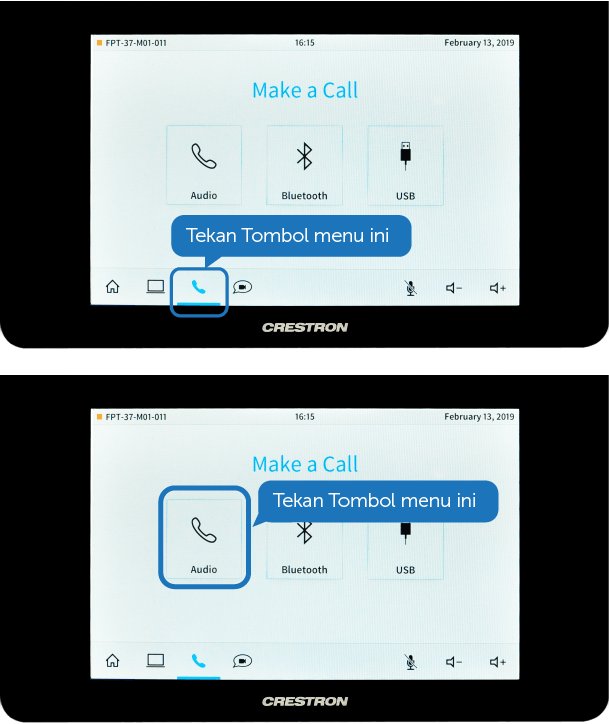 FPT-37-M01-011 16:15 February 13, 2019
Make a Call
Audio Bluetooth USB
Tekan Tombol menu ini
CRESTRON
FPT-37-M01-011 16:15 February 13, 2019
Make a Call
Tekan Tombol menu ini
Audio Bluetooth USB
CRESTRON